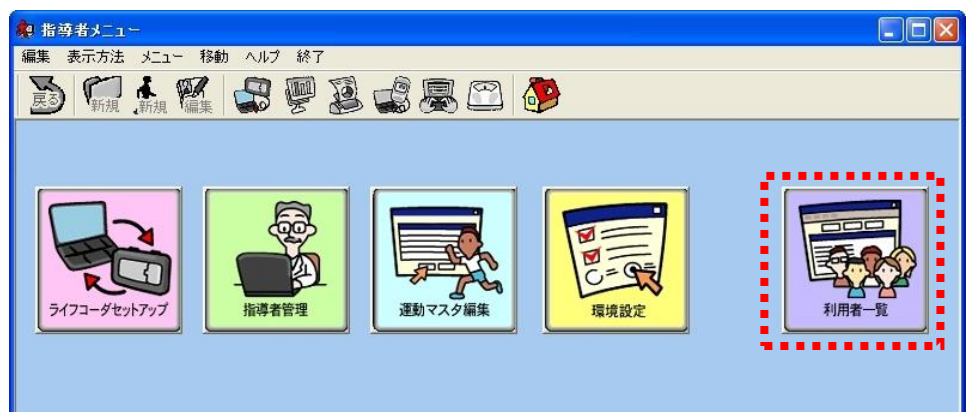 指導者メニュー
編集 表示方法 メニュー 移動 ヘルプ 終了
戻る 新規 新規 編集
ライフコーダセットアップ 指導者管理 運動マスタ編集 環境設定 利用者一覧